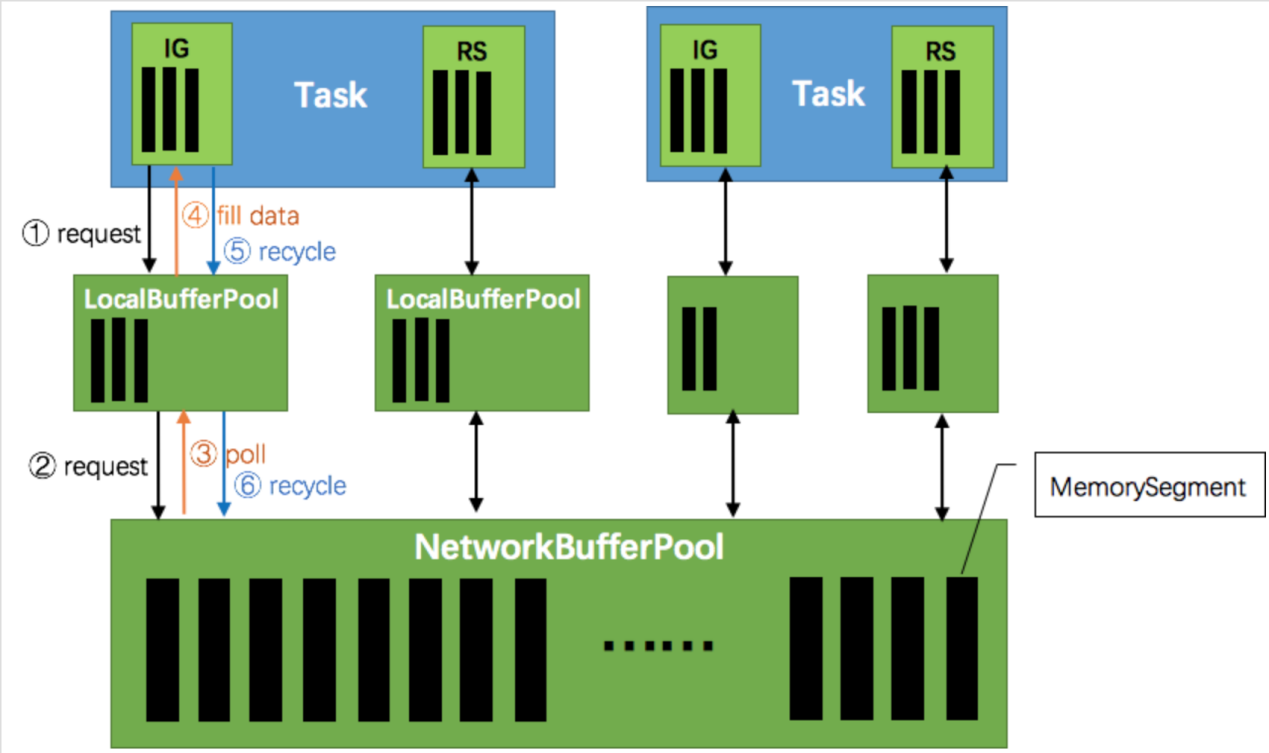 IG
RS
Task
IG
RS
Task
① request
④ fill data
⑤ recycle
LocalBufferPool
LocalBufferPool
② request
③ poll
⑥ recycle
MemorySegment
NetworkBufferPool
……